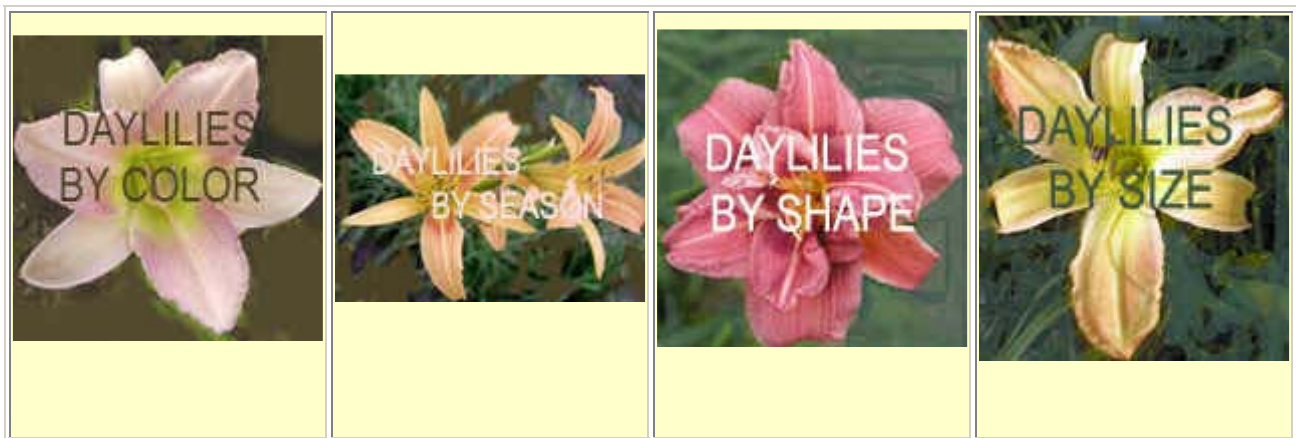 DAYLILIES
BY COLOR
DAYLILIES
BY SEASON
DAYLILIES
BY SHAPE
DAYLILIES
BY SIZE